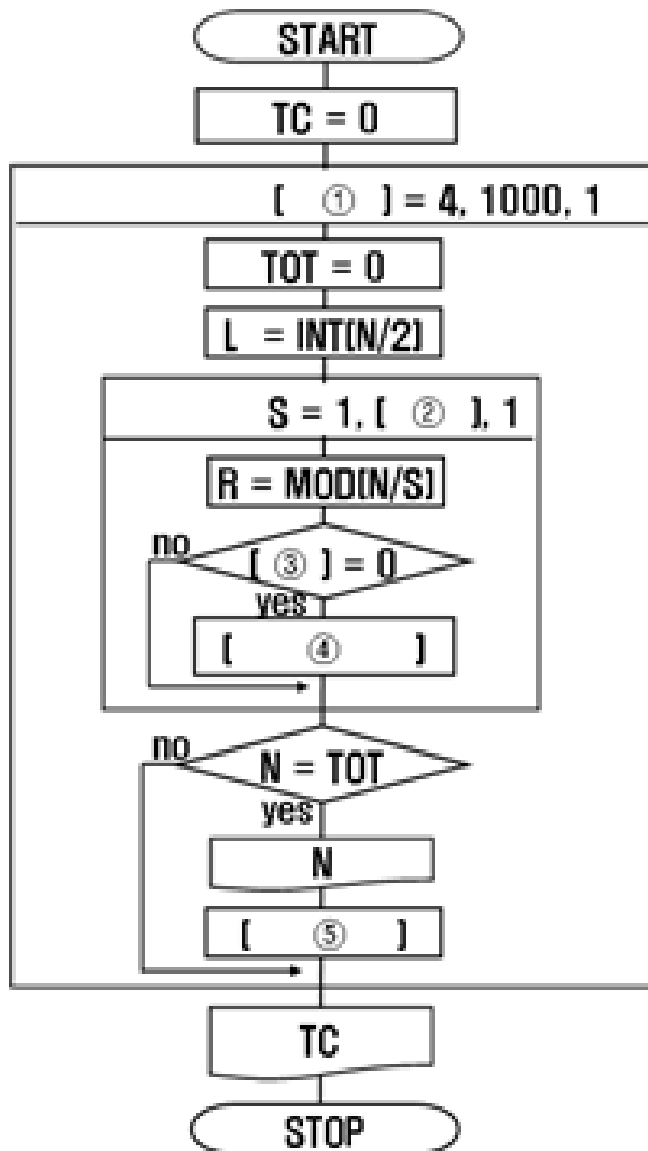 START
TC = 0
[ ① ] = 4, 1000, 1
TOT = 0
L = INT(N/2)
S = 1, [ ② ], 1
R = MOD(N/S)
no
[ ③ ] = 0
yes
[ ④ ]
no
N = TOT
yes
N
[ ⑤ ]
TC
STOP